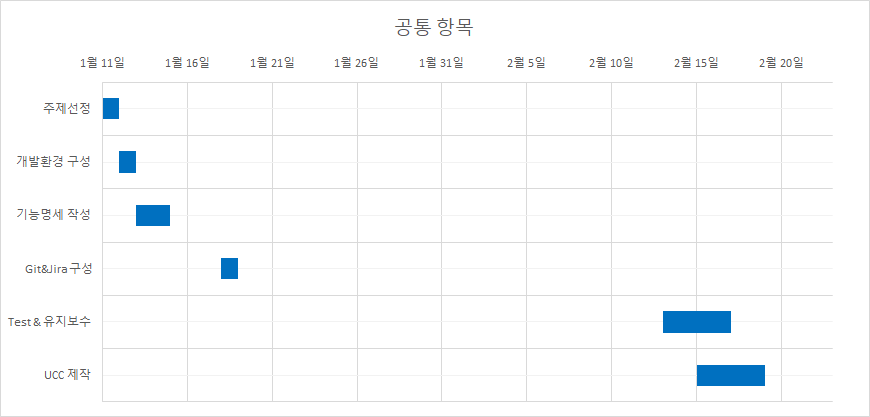 공통 항목
1월 11일 1월 16일 1월 21일 1월 26일 1월 31일 2월 5일 2월 10일 2월 15일 2월 20일
주제선정
개발환경 구성
기능명세 작성
Git&Jira 구성
Test & 유지보수
UCC 제작